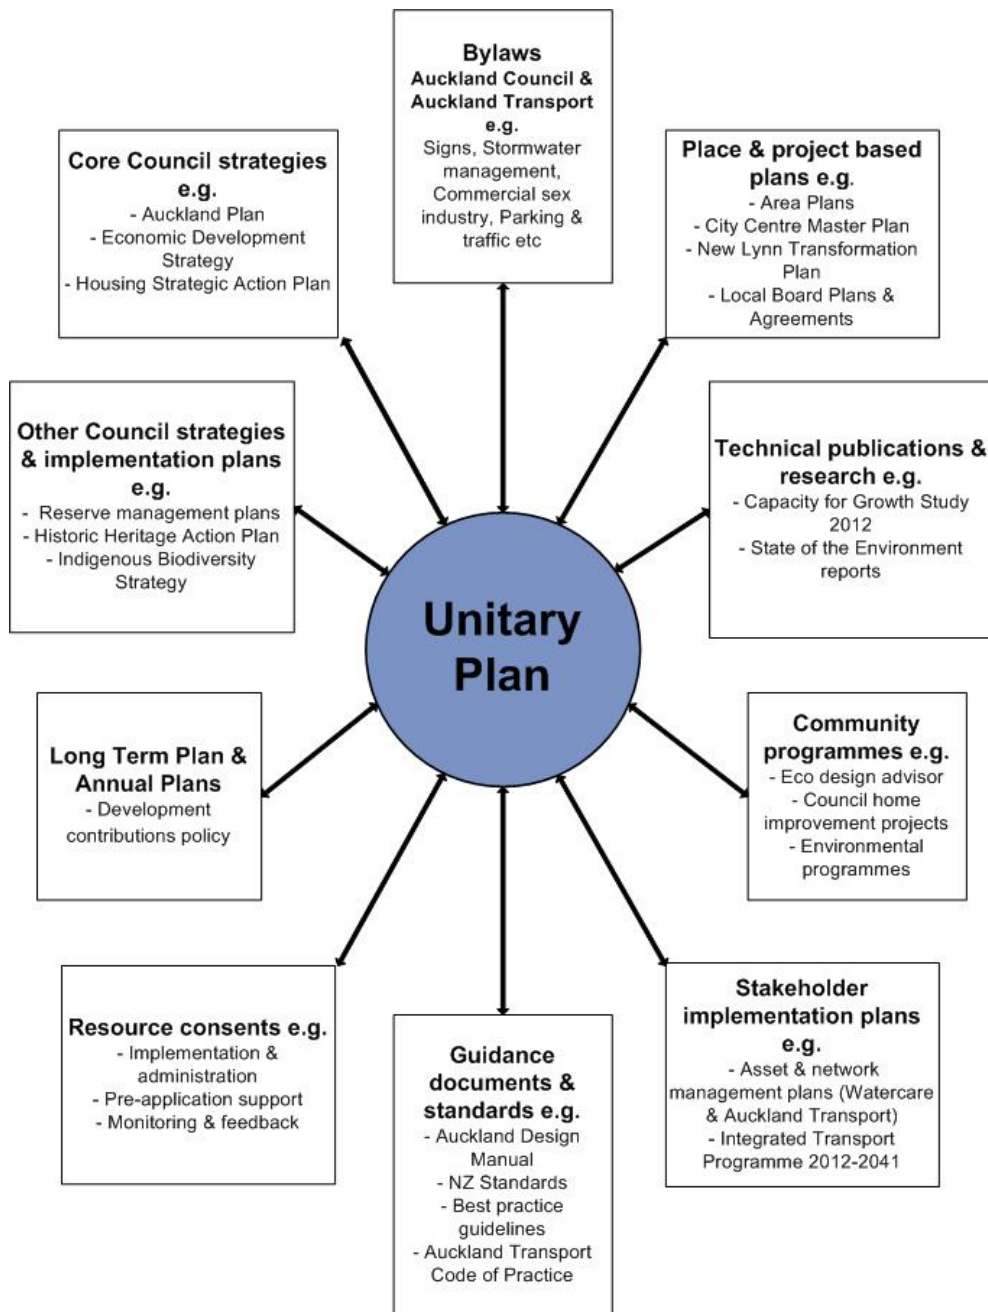 Bylaws
Auckland Council &
Auckland Transport
e.g.
Signs, Stormwater
management,
Commercial sex
industry, Parking &
traffic etc
Core Council strategies
e.g.
- Auckland Plan
- Economic Development
Strategy
- Housing Strategic Action Plan
Place & project based
plans e.g.
- Area Plans
- City Centre Master Plan
- New Lynn Transformation
Plan
- Local Board Plans &
Agreements
Other Council strategies
& implementation plans
e.g.
- Reserve management plans
- Historic Heritage Action Plan
- Indigenous Biodiversity
Strategy
Technical publications &
research e.g.
- Capacity for Growth Study
2012
- State of the Environment
reports
Unitary
Plan
Long Term Plan &
Annual Plans
- Development
contributions policy
Community
programmes e.g.
- Eco design advisor
- Council home
improvement projects
- Environmental
programmes
Resource consents e.g.
- Implementation &
administration
- Pre-application support
- Monitoring & feedback
Guidance
documents &
standards e.g.
- Auckland Design
Manual
- NZ Standards
- Best practice
guidelines
- Auckland Transport
Code of Practice
Stakeholder
implementation plans
e.g.
- Asset & network
management plans (Watercare
& Auckland Transport)
- Integrated Transport
Programme 2012-2041